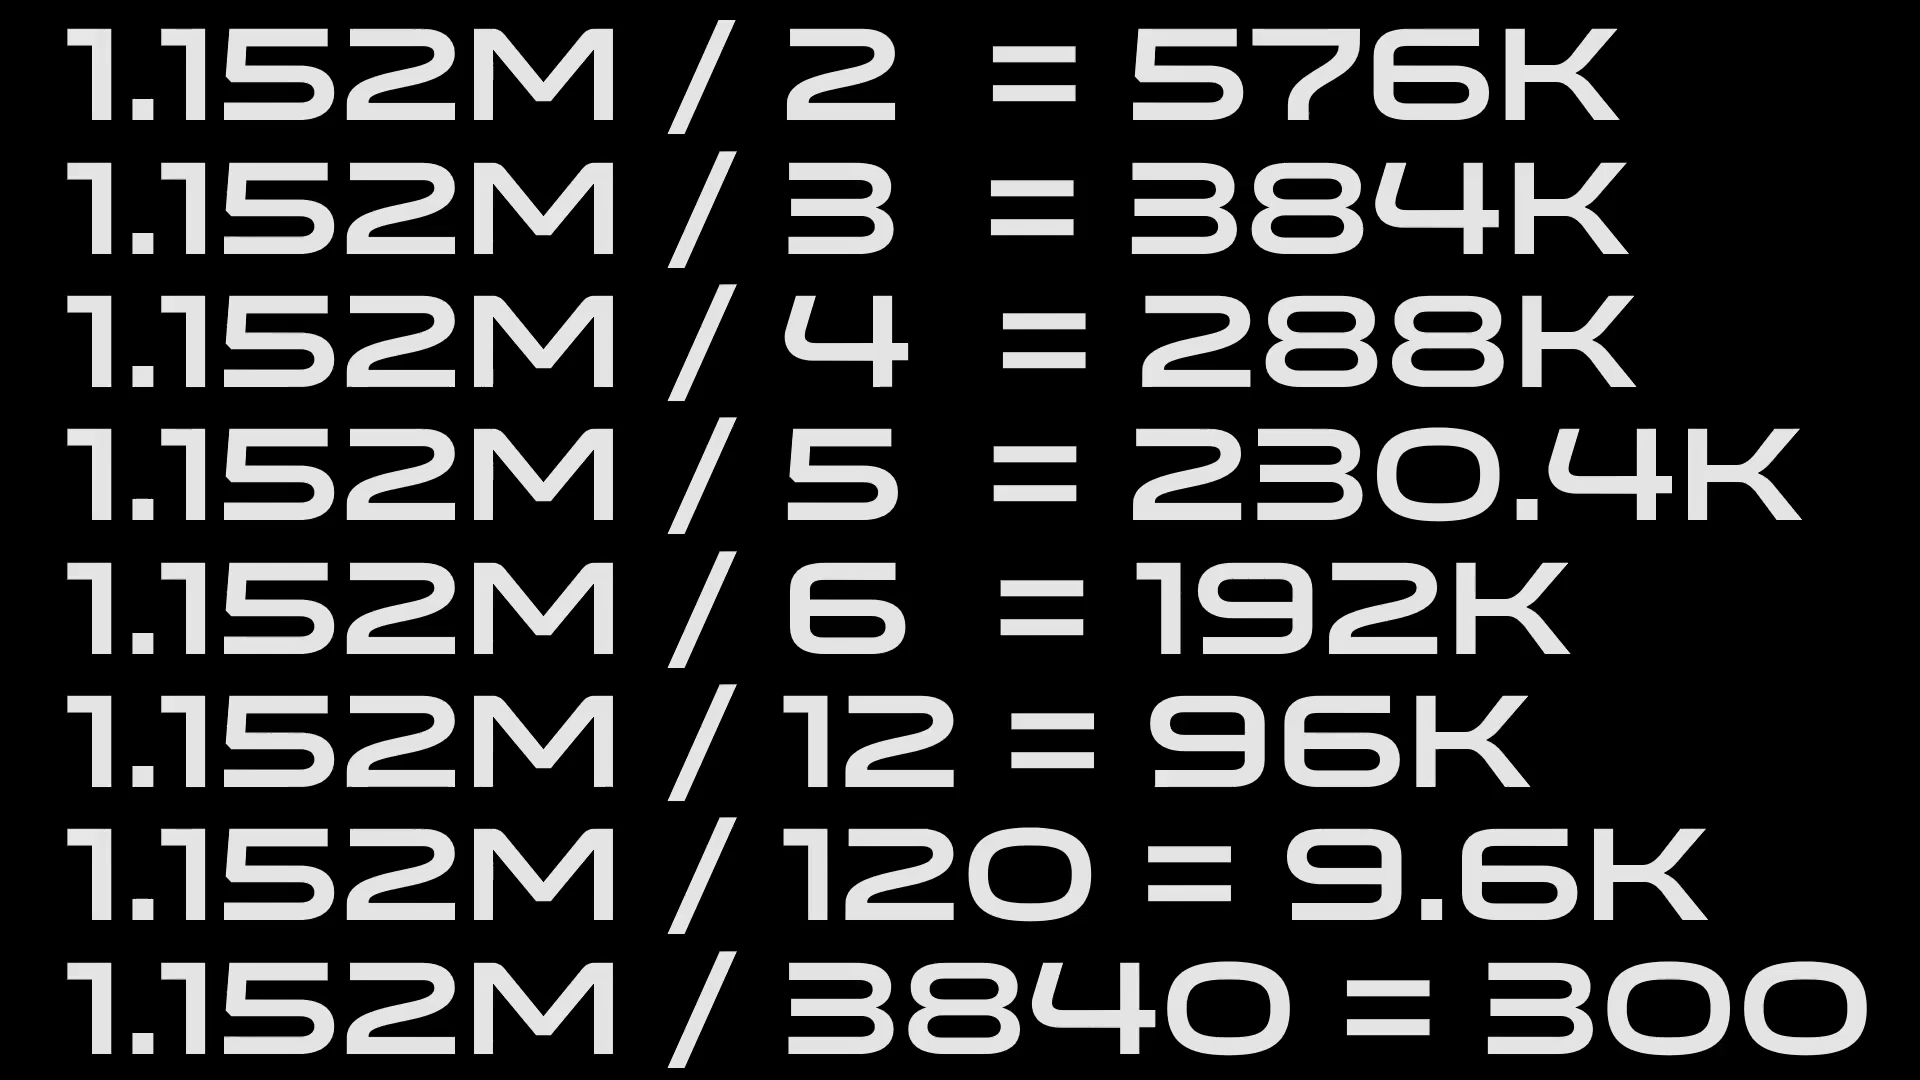 1.152M / 2 = 576K
1.152M / 3 = 384K
1.152M / 4 = 288K
1.152M / 5 = 230.4K
1.152M / 6 = 192K
1.152M / 12 = 96K
1.152M / 120 = 9.6K
1.152M / 3840 = 300